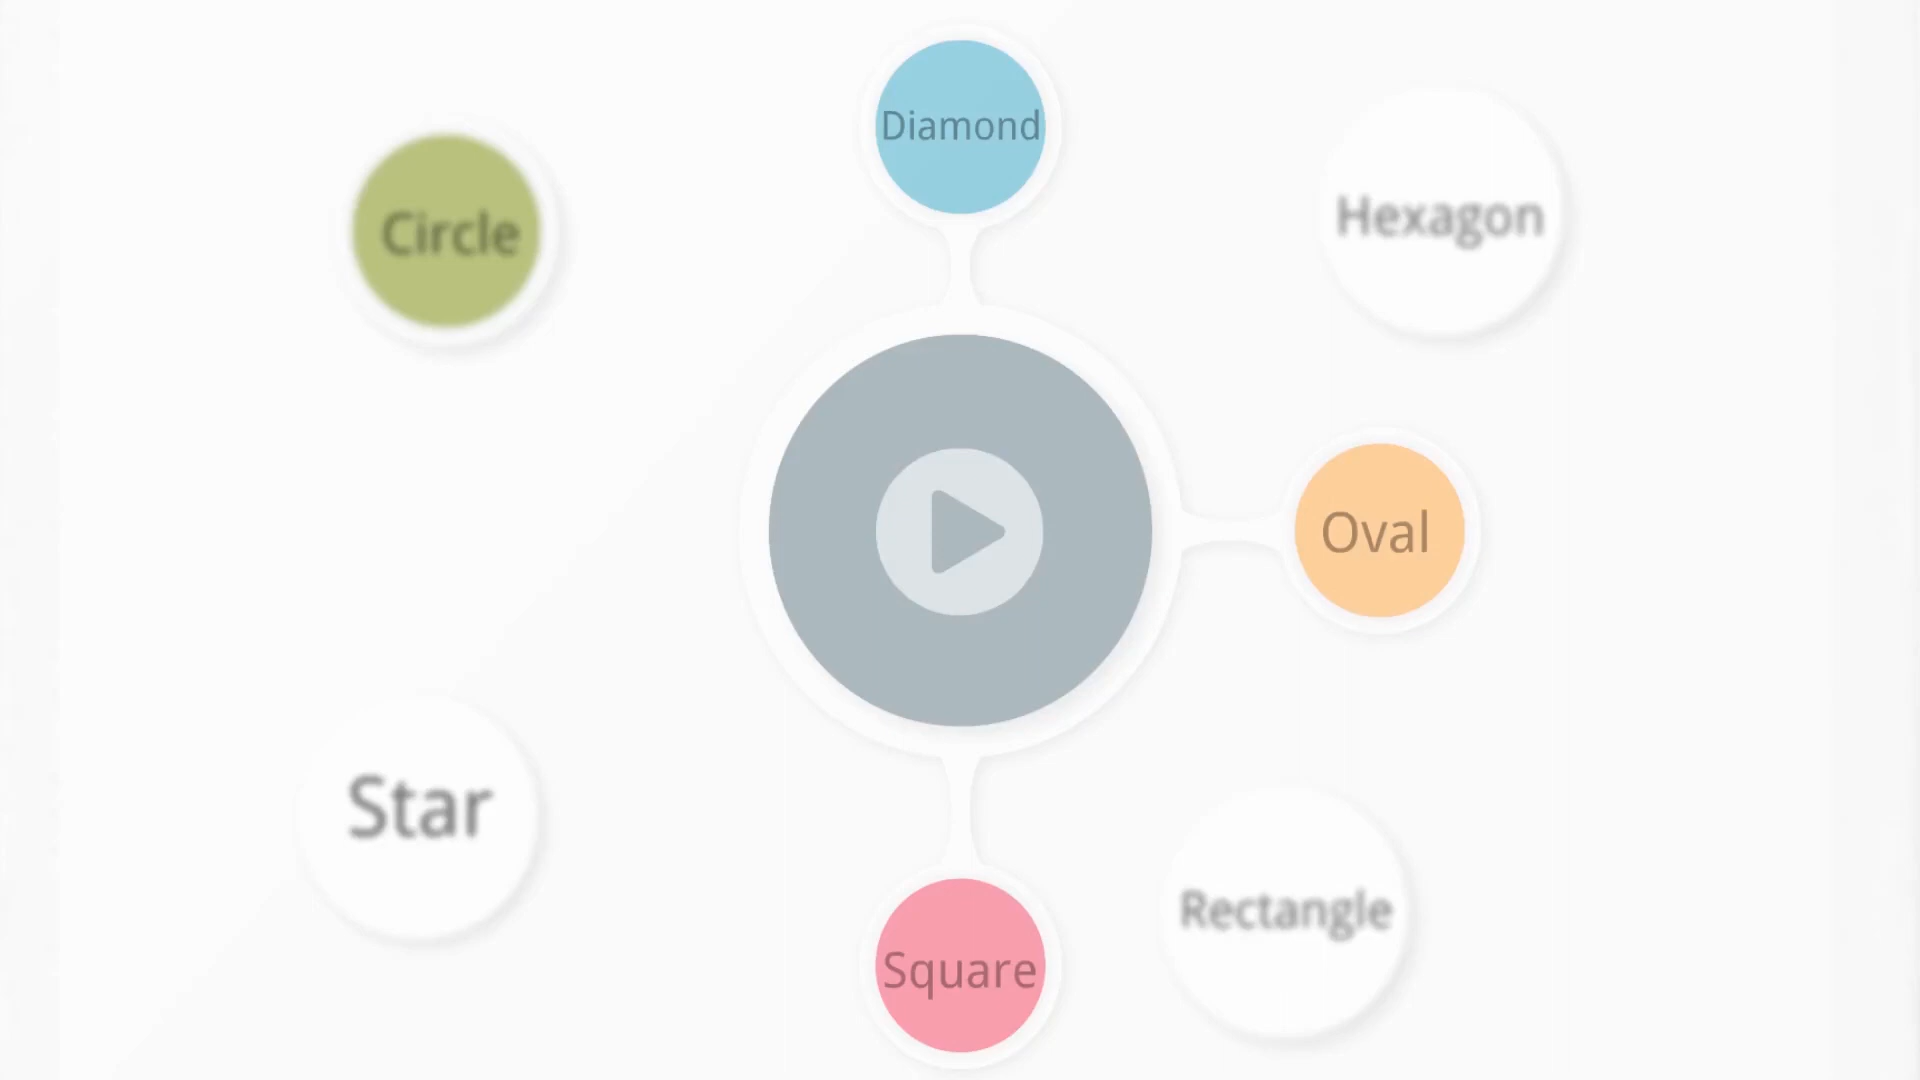 Diamond
Circle
Hexagon
Oval
Star
Rectangle
Square